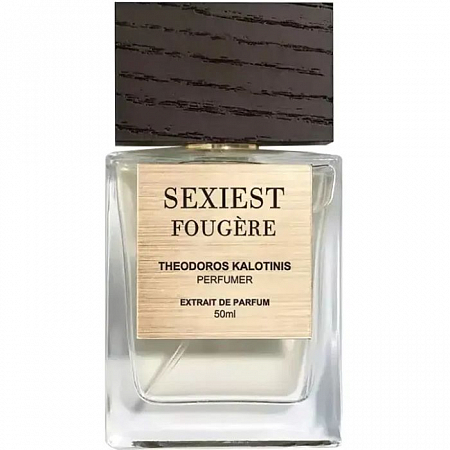 SEXIEST
FOUGÈRE
THEODOROS KALOTINIS
PERFUMER
EXTRAIT DE PARFUM
50ml